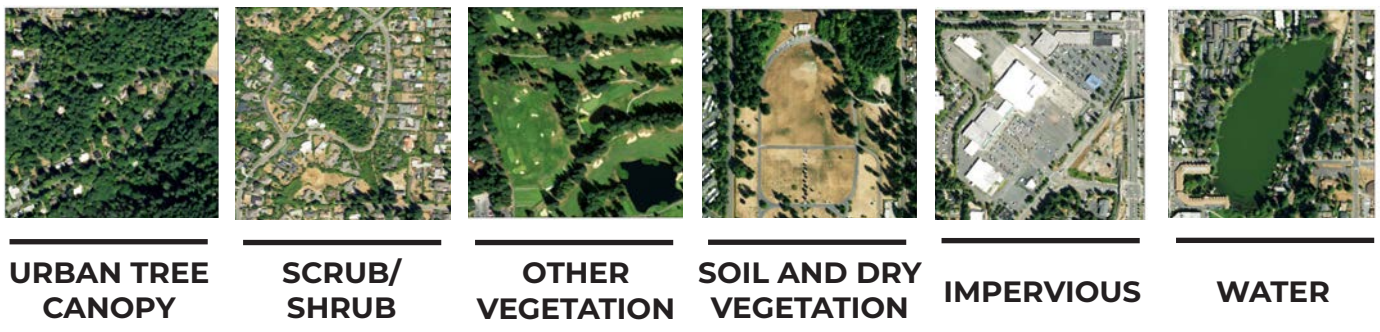 URBAN TREE
CANOPY
SCRUB/
SHRUB
OTHER
VEGETATION
SOIL AND DRY
VEGETATION
IMPERVIOUS
WATER